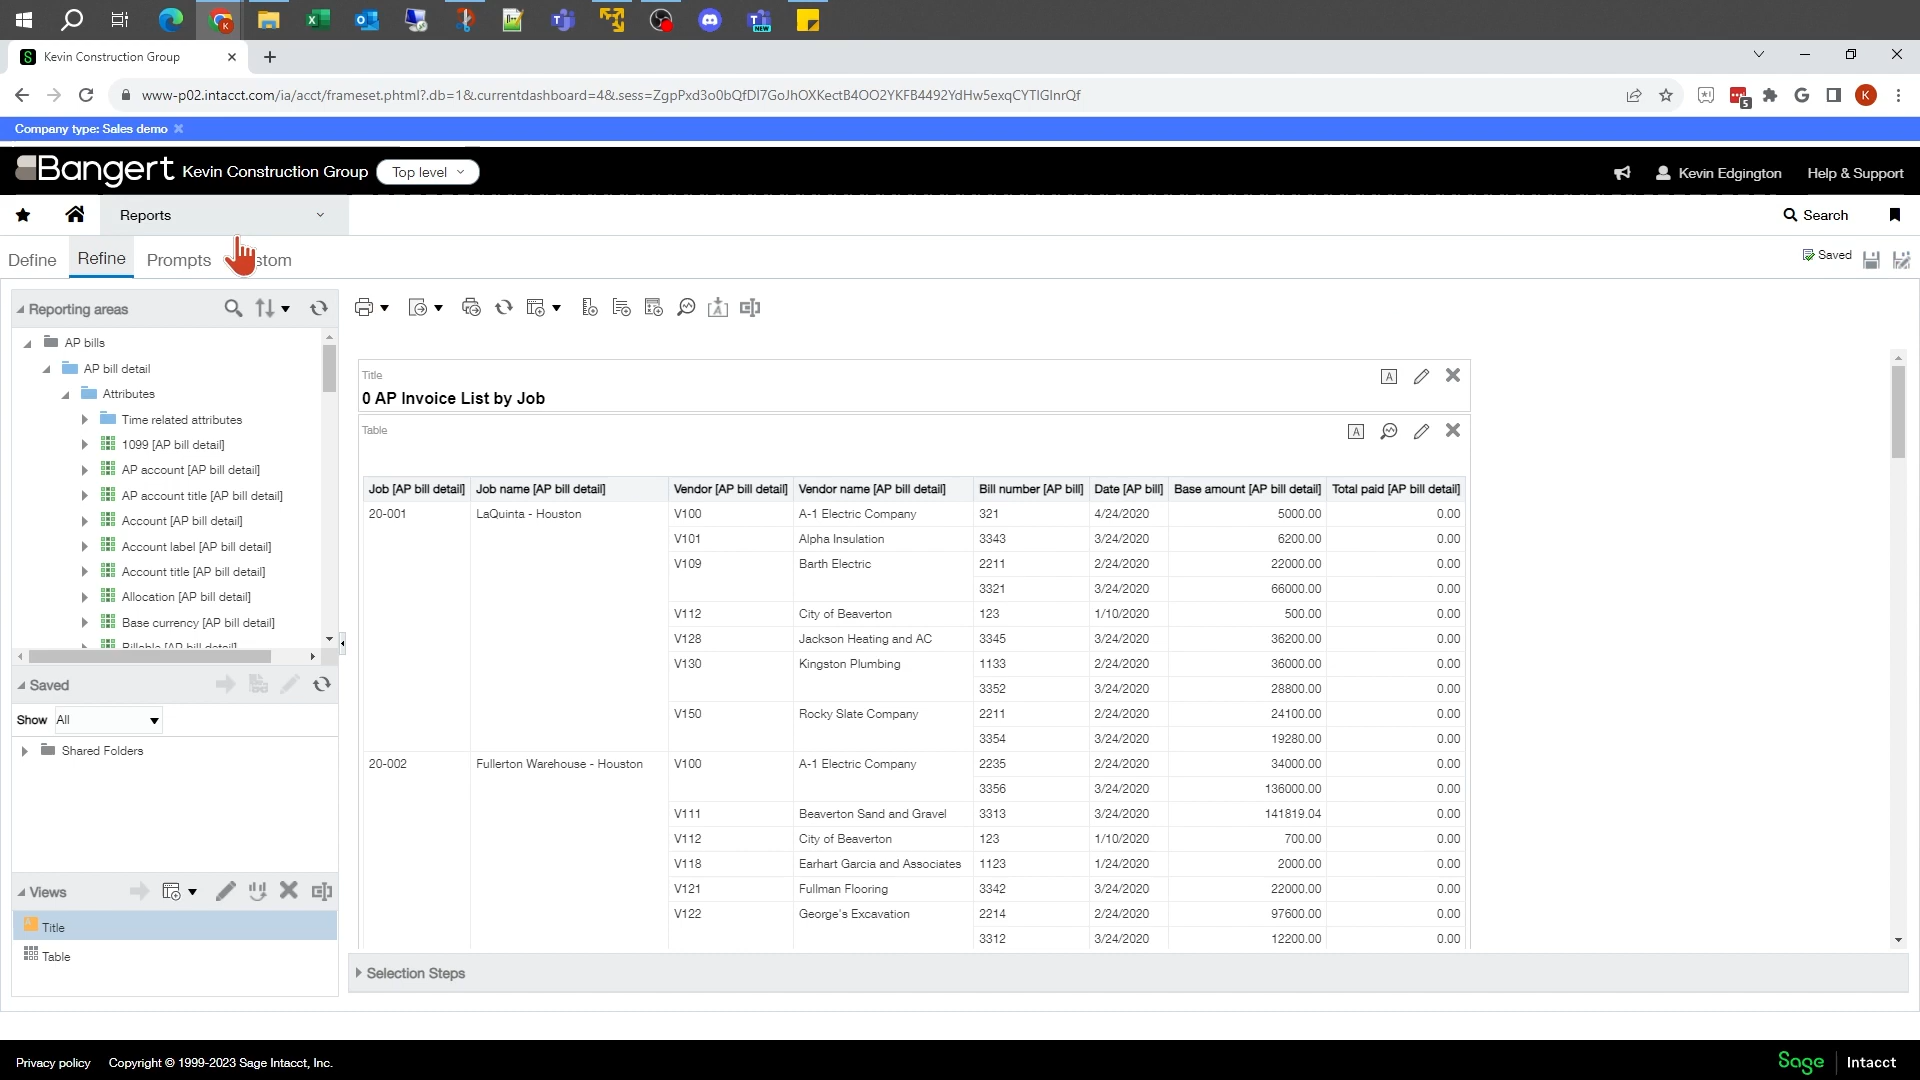 Kevin Construction Group
www-p02.intacct.com/ia/acct/frameset.phtml?.db=1&.currentdashboard=4&.sess=ZgpPxd3o0bQfDI7GoJhOXKectB4OO2YKFB4492YdHw5exqCYTIGInrQf
Company type: Sales demo
Bangert Kevin Construction Group Top level Kevin Edgington Help & Support
Reports Search
Define Refine Prompts stom Saved
Reporting areas
AP bills
AP bill detail
Attributes
Time related attributes
1099 [AP bill detail]
AP account [AP bill detail]
AP account title [AP bill detail]
Account [AP bill detail]
Account label [AP bill detail]
Account title [AP bill detail]
Allocation [AP bill detail]
Base currency [AP bill detail]
Billable [AP bill detail]
Saved
Show All
Shared Folders
Views
Title
Table
Title
0 AP Invoice List by Job
Table
Job [AP bill detail] Job name [AP bill detail] Vendor [AP bill detail] Vendor name [AP bill detail] Bill number [AP bill] Date [AP bill] Base amount [AP bill detail] Total paid [AP bill detail]
20-001 LaQuinta - Houston V100 A-1 Electric Company 321 4/24/2020 5000.00 0.00
V101 Alpha Insulation 3343 3/24/2020 6200.00 0.00
V109 Barth Electric 2211 2/24/2020 22000.00 0.00
3321 3/24/2020 66000.00 0.00
V112 City of Beaverton 123 1/10/2020 500.00 0.00
V128 Jackson Heating and AC 3345 3/24/2020 36200.00 0.00
V130 Kingston Plumbing 1133 2/24/2020 36000.00 0.00
3352 3/24/2020 28800.00 0.00
V150 Rocky Slate Company 2211 2/24/2020 24100.00 0.00
3354 3/24/2020 19280.00 0.00
20-002 Fullerton Warehouse - Houston V100 A-1 Electric Company 2235 2/24/2020 34000.00 0.00
3356 3/24/2020 136000.00 0.00
V111 Beaverton Sand and Gravel 3313 3/24/2020 141819.04 0.00
V112 City of Beaverton 123 1/10/2020 700.00 0.00
V118 Earhart Garcia and Associates 1123 1/24/2020 2000.00 0.00
V121 Fullman Flooring 3342 3/24/2020 22000.00 0.00
V122 George's Excavation 2214 2/24/2020 97600.00 0.00
3312 3/24/2020 12200.00 0.00
Selection Steps
Privacy policy Copyright © 1999-2023 Sage Intacct, Inc. Sage Intacct